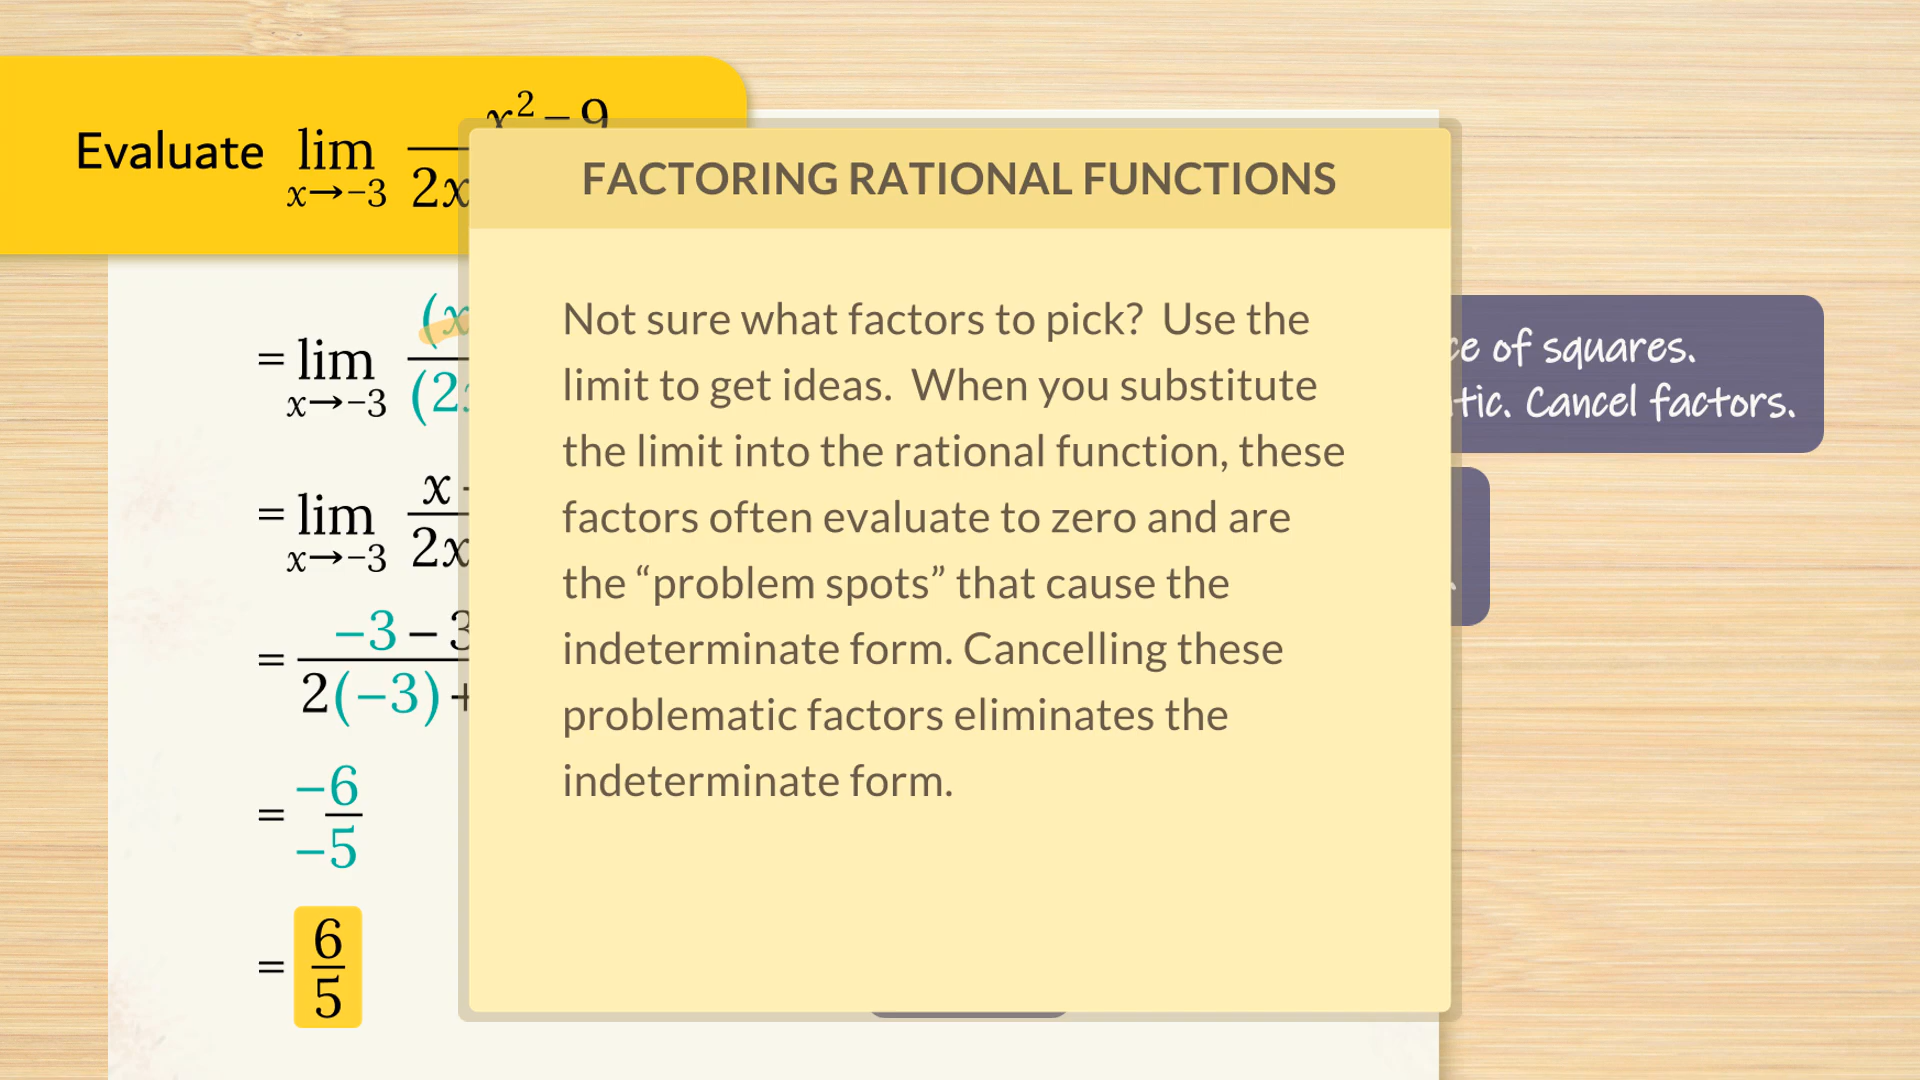 Evaluate lim x→−3 x² − 9
2x
FACTORING RATIONAL FUNCTIONS
Not sure what factors to pick? Use the
limit to get ideas. When you substitute
the limit into the rational function, these
factors often evaluate to zero and are
the “problem spots” that cause the
indeterminate form. Cancelling these
problematic factors eliminates the
indeterminate form.
= lim x→−3 (x
(2
of squares.
Cancel factors.
= lim x→−3 x
2x
= −3 − 3
2(−3) +
= −6
−5
= 6
5